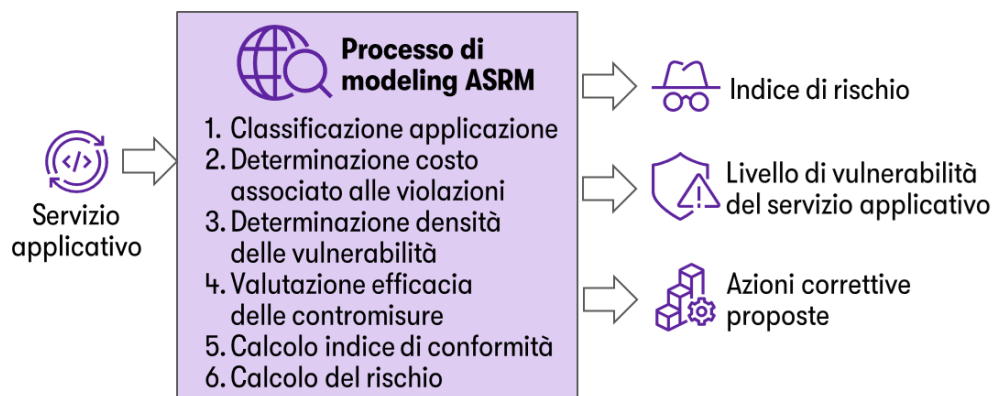 Processo di
modeling ASRM
1. Classificazione applicazione
2. Determinazione costo
associato alle violazioni
3. Determinazione densità
delle vulnerabilità
4. Valutazione efficacia
delle contromisure
5. Calcolo indice di conformità
6. Calcolo del rischio
</>
Servizio
applicativo
Indice di rischio
Livello di vulnerabilità
del servizio applicativo
Azioni correttive
proposte